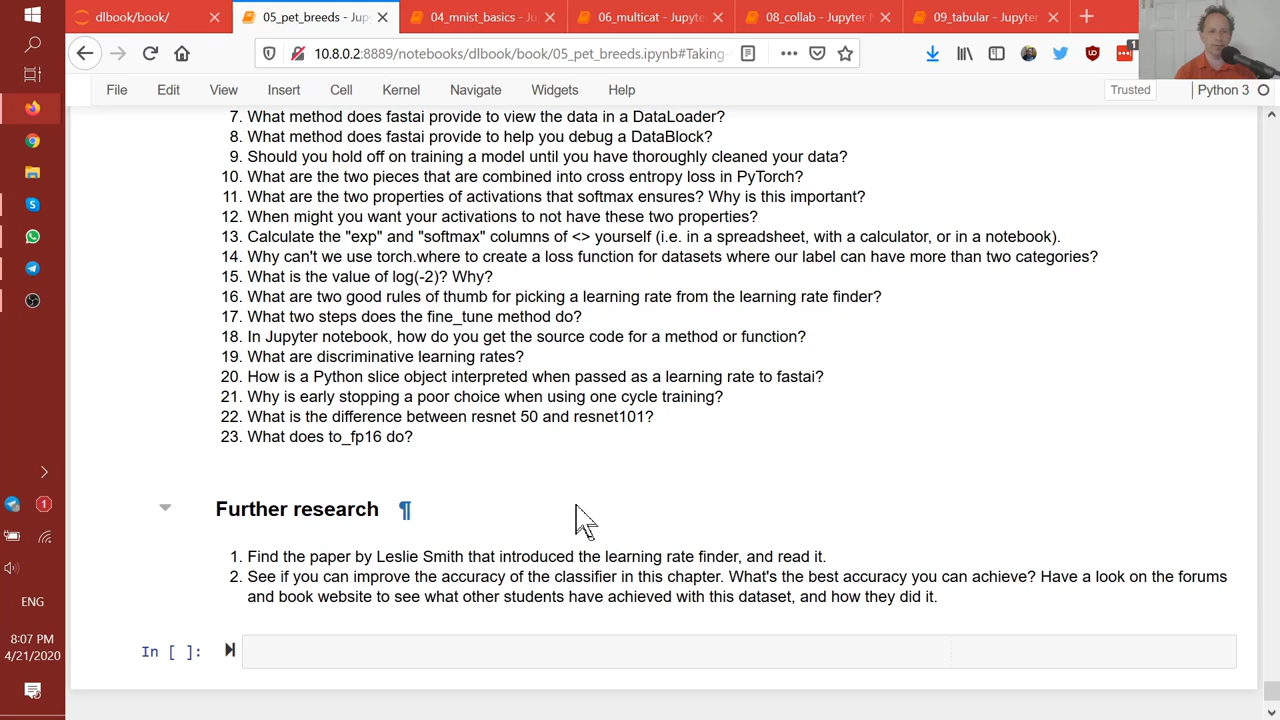 dlbook/book/
05_pet_breeds - Jup
04_mnist_basics - Ju
06_multicat - Jupyte
08_collab - Jupyter
09_tabular - Jupyter
10.8.0.2:8889/notebooks/dlbook/book/05_pet_breeds.ipynb#Taking-
1
File Edit View Insert Cell Kernel Navigate Widgets Help
Trusted
Python 3
7. What method does fastai provide to view the data in a DataLoader?
8. What method does fastai provide to help you debug a DataBlock?
9. Should you hold off on training a model until you have thoroughly cleaned your data?
10. What are the two pieces that are combined into cross entropy loss in PyTorch?
11. What are the two properties of activations that softmax ensures? Why is this important?
12. When might you want your activations to not have these two properties?
13. Calculate the "exp" and "softmax" columns of <> yourself (i.e. in a spreadsheet, with a calculator, or in a notebook).
14. Why can't we use torch.where to create a loss function for datasets where our label can have more than two categories?
15. What is the value of log(-2)? Why?
16. What are two good rules of thumb for picking a learning rate from the learning rate finder?
17. What two steps does the fine_tune method do?
18. In Jupyter notebook, how do you get the source code for a method or function?
19. What are discriminative learning rates?
20. How is a Python slice object interpreted when passed as a learning rate to fastai?
21. Why is early stopping a poor choice when using one cycle training?
22. What is the difference between resnet 50 and resnet101?
23. What does to_fp16 do?
Further research ¶
1. Find the paper by Leslie Smith that introduced the learning rate finder, and read it.
2. See if you can improve the accuracy of the classifier in this chapter. What's the best accuracy you can achieve? Have a look on the forums
and book website to see what other students have achieved with this dataset, and how they did it.
In [ ]:
1
ENG
8:07 PM
4/21/2020